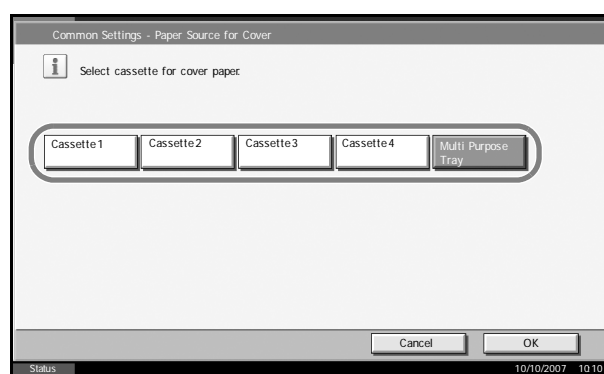 Common Settings - Paper Source for Cover
i Select cassette for cover paper.
Cassette 1 Cassette 2 Cassette 3 Cassette 4 Multi Purpose
Tray
Cancel OK
Status 10/10/2007 10:10